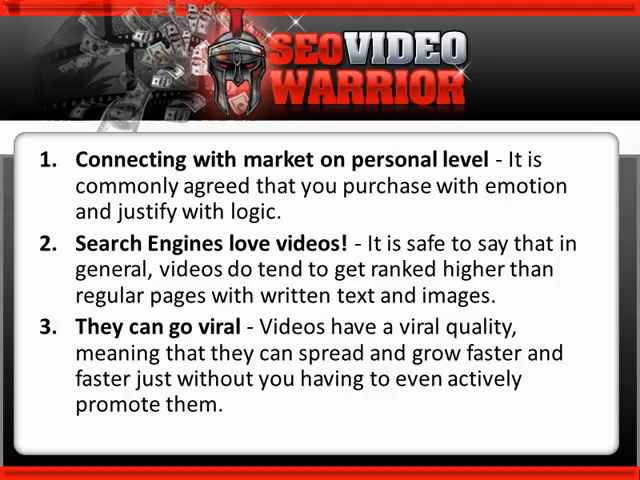 SEOVIDEO
WARRIOR
1. Connecting with market on personal level - It is
commonly agreed that you purchase with emotion
and justify with logic.
2. Search Engines love videos! - It is safe to say that in
general, videos do tend to get ranked higher than
regular pages with written text and images.
3. They can go viral - Videos have a viral quality,
meaning that they can spread and grow faster and
faster just without you having to even actively
promote them.